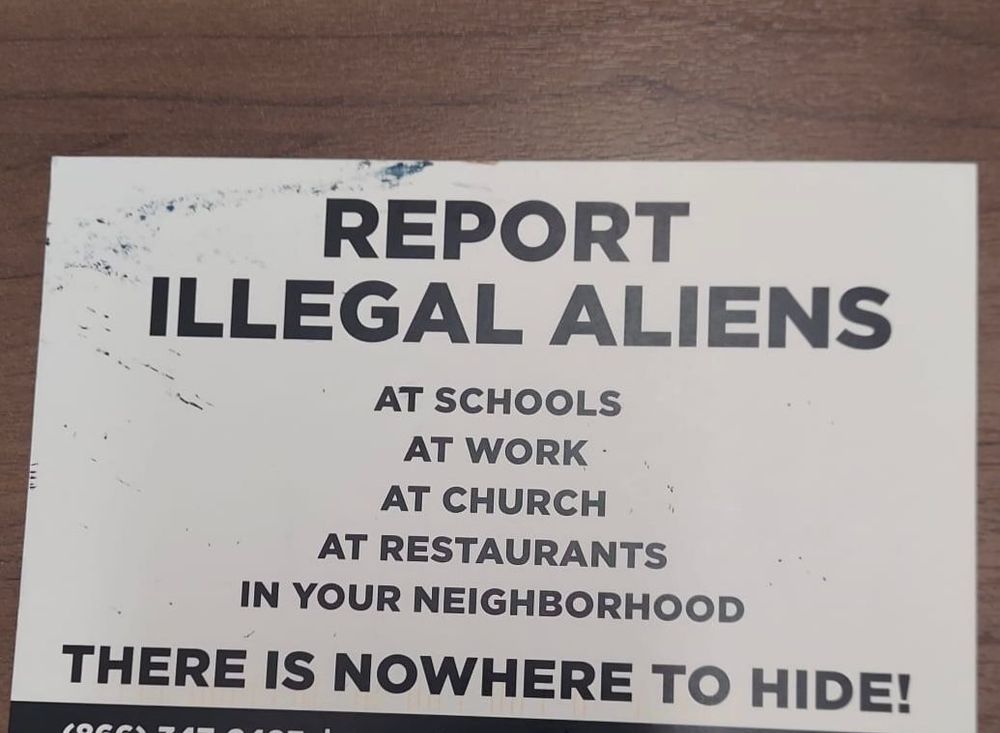 REPORT
ILLEGAL ALIENS
AT SCHOOLS
AT WORK
AT CHURCH
AT RESTAURANTS
IN YOUR NEIGHBORHOOD
THERE IS NOWHERE TO HIDE!